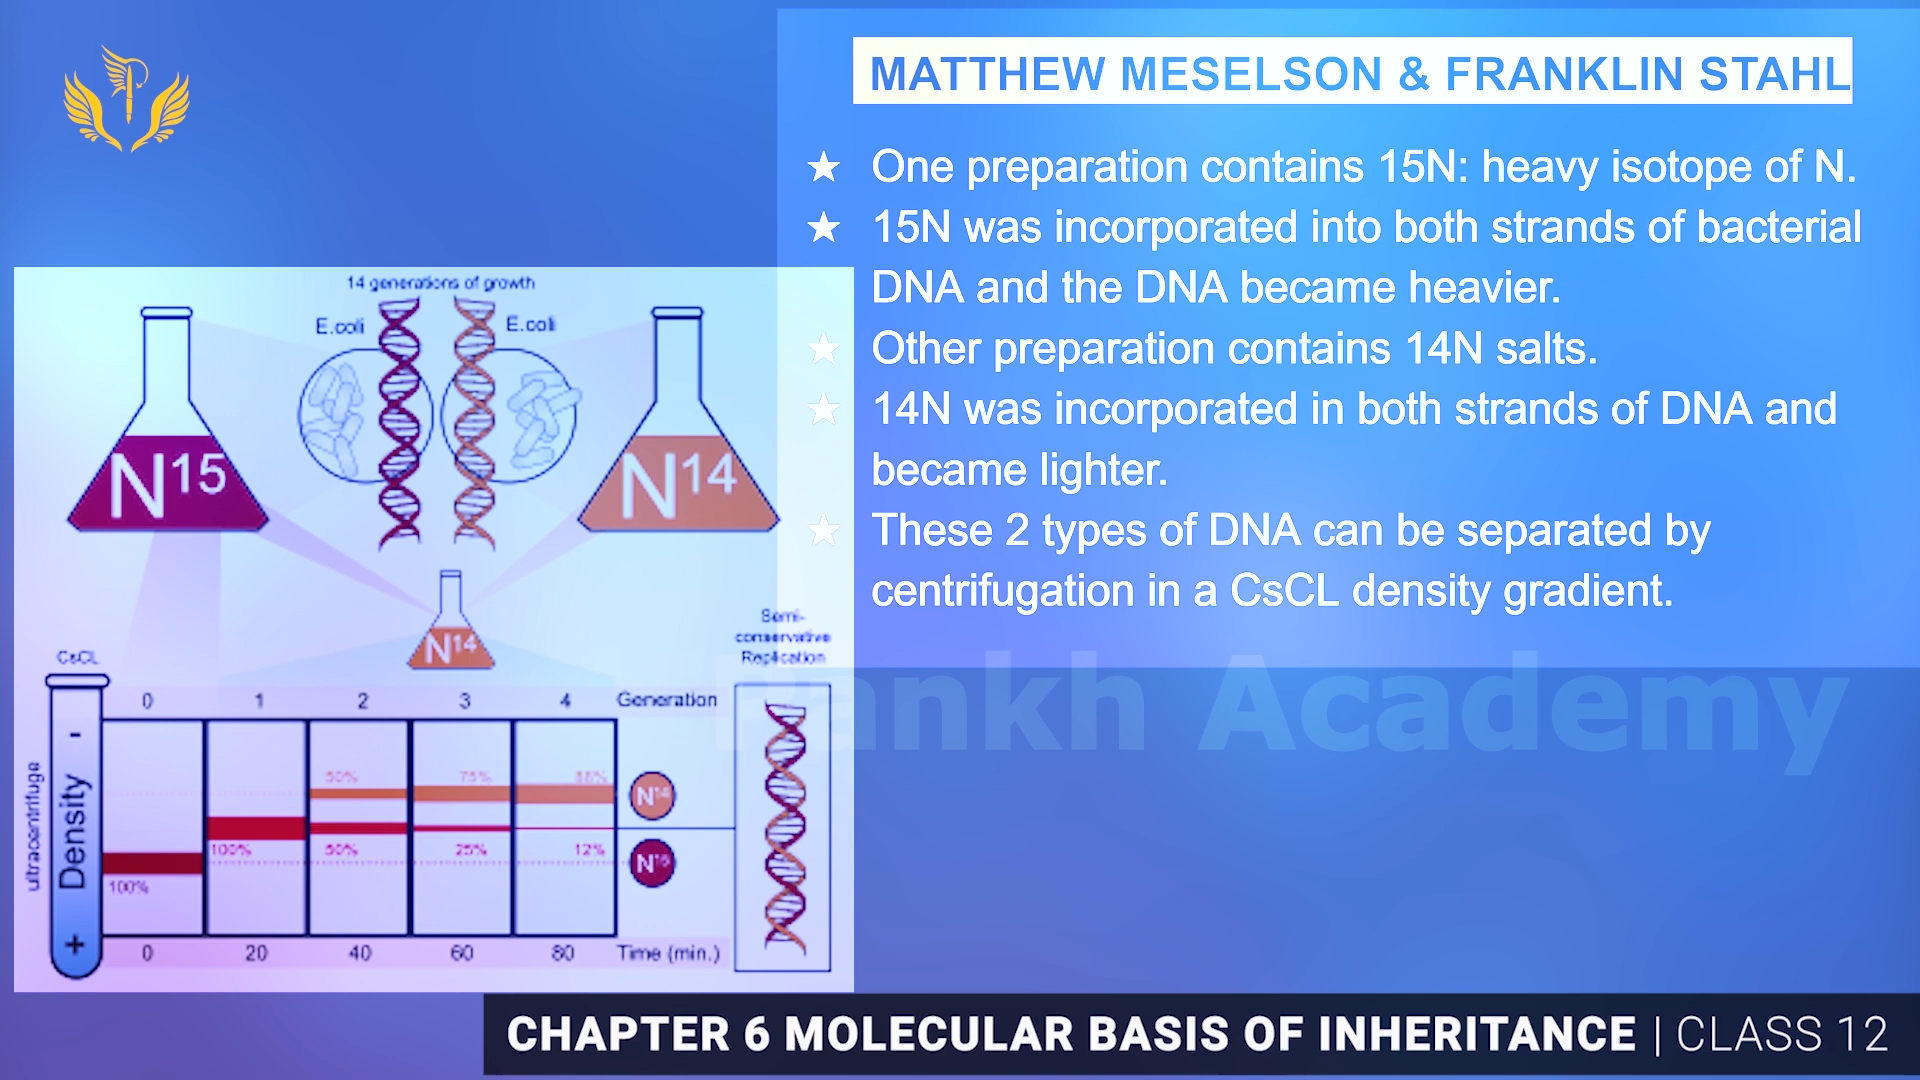 MATTHEW MESELSON & FRANKLIN STAHL
★ One preparation contains 15N: heavy isotope of N.
★ 15N was incorporated into both strands of bacterial
DNA and the DNA became heavier.
★ Other preparation contains 14N salts.
★ 14N was incorporated in both strands of DNA and
became lighter.
★ These 2 types of DNA can be separated by
centrifugation in a CsCL density gradient.
14 generations of growth
E.coli E.coli
N15 N14
N14
Semi-
conservative
Replication
CsCL
0 1 2 3 4 Generation
50% 75% 88%
N14
100% 50% 25% 12%
N15
100%
ultracentrifuge
- Density +
0 20 40 60 80 Time (min.)
Pankh Academy
CHAPTER 6 MOLECULAR BASIS OF INHERITANCE | CLASS 12